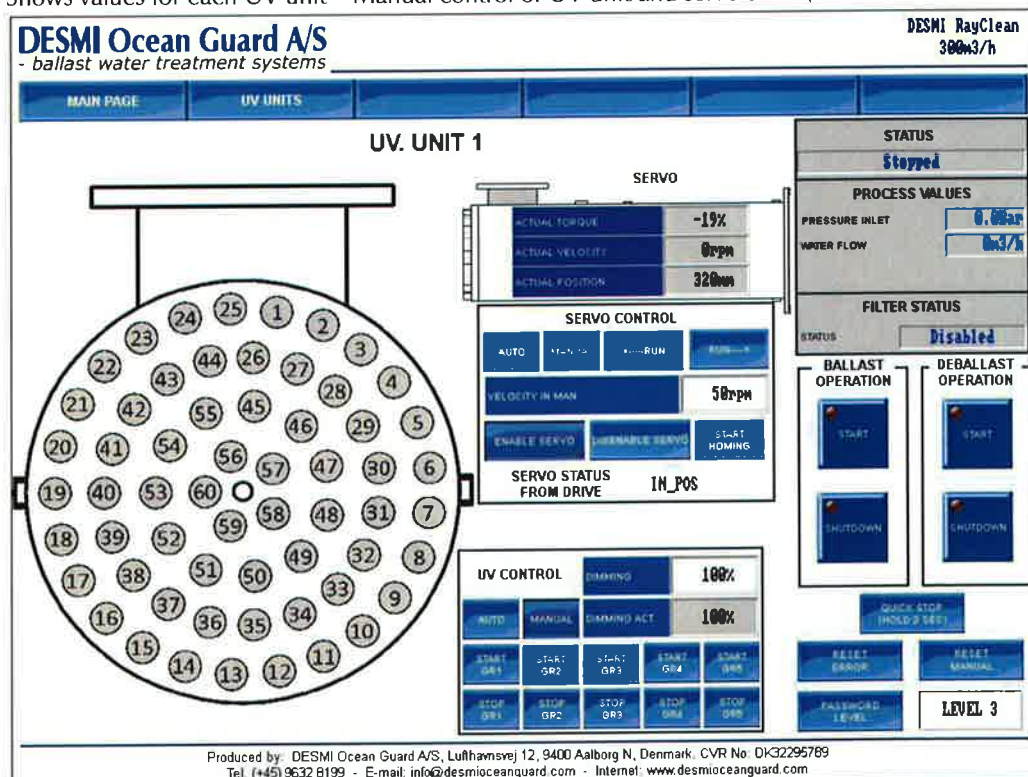 DESMI Ocean Guard A/S
- ballast water treatment systems
DESMI RayClean
300m3/h
MAIN PAGE
UV UNITS
UV. UNIT 1
25 1
24 2
23 3
44 26
22 43 27 4
28
21 42 55 45 5
46 29
20 41 54 56 6
57 47 30
19 40 53 60 7
58 48 31
59
18 39 52 8
51 50 49 32
17 38 33 9
37 34
16 36 35 10
15 11
14 13 12
SERVO
ACTUAL TORQUE -19%
ACTUAL VELOCITY 0rpm
ACTUAL POSITION 320mm
SERVO CONTROL
AUTO
RUN
VELOCITY IN MAN 50rpm
ENABLE SERVO
SERVO
START
HOMING
SERVO STATUS
FROM DRIVE
IN_POS
UV CONTROL
DIMMING 100%
AUTO MANUAL DIMMING ACT. 100%
START GR1
START GR2
START GR3
START GR4
START GR5
STOP GR1
STOP GR2
STOP GR3
STOP GR4
STOP GR5
STATUS
Stopped
PROCESS VALUES
PRESSURE INLET
WATER FLOW 0m3/h
FILTER STATUS
STATUS Disabled
BALLAST
OPERATION
START
SHUTDOWN
DEBALLAST
OPERATION
START
SHUTDOWN
QUICK STOP
(HOLD 2 SEC)
RESET
ERROR
RESET
MANUAL
PASSWORD
LEVEL
LEVEL 3
Produced by: DESMI Ocean Guard A/S, Lufthavnsvej 12, 9400 Aalborg N, Denmark. CVR No: DK32295789
Tel. (+45) 9632 8199 - E-mail: info@desmioceanguard.com - Internet: www.desmioceanguard.com